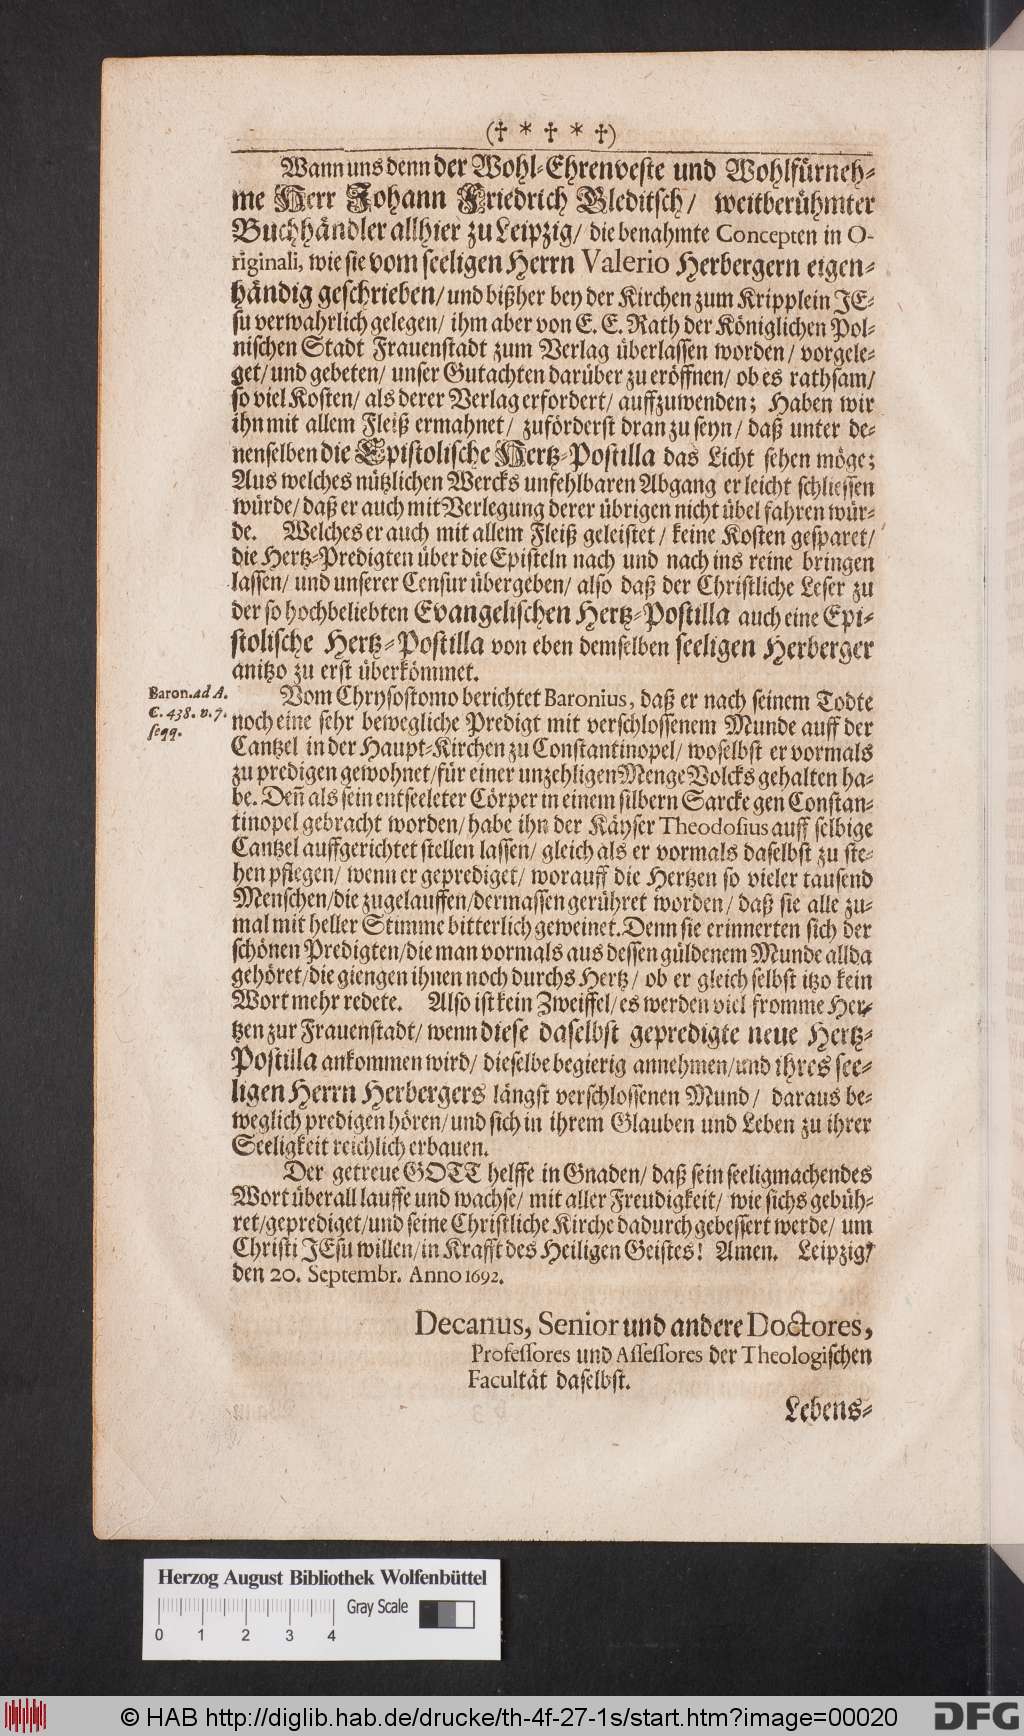 (✝ * ✝ * ✝)
Wann uns denn der Wohl-Ehrenveste und Wohlfürneh-
me Herr Johann Friedrich Gleditsch/ weitberühmter
Buchhändler allhier zu Leipzig/ die benahmte Concepten in O-
riginali, wie sie vom seeligen Herrn Valerio Herbergern eigen-
händig geschrieben/ und bißher bey der Kirchen zum Kripplein JE-
su verwahrlich gelegen/ ihm aber von E. E. Rath der Königlichen Pol-
nischen Stadt Frauenstadt zum Verlag überlassen worden/ vorgele-
get/ und gebeten/ unser Gutachten darüber zu eröffnen/ ob es rathsam/
so viel Kosten/ als derer Verlag erfordert/ auffzuwenden; Haben wir
ihn mit allem Fleiß ermahnet/ zuförderst dran zu seyn/ daß unter de-
nenselben die Epistolische Hertz-Postilla das Licht sehen möge;
Aus welches nützlichen Wercks unfehlbaren Abgang er leicht schliessen
würde/ daß er auch mit Verlegung derer übrigen nicht übel fahren wür-
de. Welches er auch mit allem Fleiß geleistet/ keine Kosten gesparet/
die Hertz-Predigten über die Episteln nach und nach ins reine bringen
lassen/ und unserer Censur übergeben/ also daß der Christliche Leser zu
der so hochbeliebten Evangelischen Hertz-Postilla auch eine Epi-
stolische Hertz-Postilla von eben demselben seeligen Herberger
anitzo zu erst überkömmet.
Baron. ad A.
C. 438. v. 7.
seqq.
Vom Chrysostomo berichtet Baronius, daß er nach seinem Todte
noch eine sehr bewegliche Predigt mit verschlossenem Munde auff der
Cantzel in der Haupt-Kirchen zu Constantinopel/ woselbst er vormals
zu predigen gewohnet/ für einer unzehligen Menge Volcks gehalten ha-
be. Deñ als sein entseeleter Cörper in einem silbern Sarcke gen Constan-
tinopel gebracht worden/ habe ihn der Käyser Theodosius auff selbige
Cantzel auffgerichtet stellen lassen/ gleich als er vormals daselbst zu ste-
hen pflegen/ wenn er geprediget/ worauff die Hertzen so vieler tausend
Menschen/ die zugelauffen/ dermassen gerühret worden/ daß sie alle zu-
mal mit heller Stimme bitterlich geweinet. Denn sie erinnerten sich der
schönen Predigten/ die man vormals aus dessen güldenem Munde allda
gehöret/ die giengen ihnen noch durchs Hertz/ ob er gleich selbst itzo kein
Wort mehr redete. Also ist kein Zweiffel/ es werden viel fromme Her-
tzen zur Frauenstadt/ wenn diese daselbst gepredigte neue Hertz-
Postilla ankommen wird/ dieselbe begierig annehmen/ und ihres see-
ligen Herrn Herbergers längst verschlossenen Mund/ daraus be-
weglich predigen hören/ und sich in ihrem Glauben und Leben zu ihrer
Seeligkeit reichlich erbauen.
Der getreue GOTT helffe in Gnaden/ daß sein seeligmachendes
Wort überall lauffe und wachse/ mit aller Freudigkeit/ wie sichs gebüh-
ret/ geprediget/ und seine Christliche Kirche dadurch gebessert werde/ um
Christi JEsu willen/ in Krafft des Heiligen Geistes! Amen. Leipzig/
den 20. Septembr. Anno 1692.
Decanus, Senior und andere Doctores,
Professores und Assessores der Theologischen
Facultät daselbst.
Lebens-
Herzog August Bibliothek Wolfenbüttel
Gray Scale
0 1 2 3 4
© HAB http://diglib.hab.de/drucke/th-4f-27-1s/start.htm?image=00020
DFG